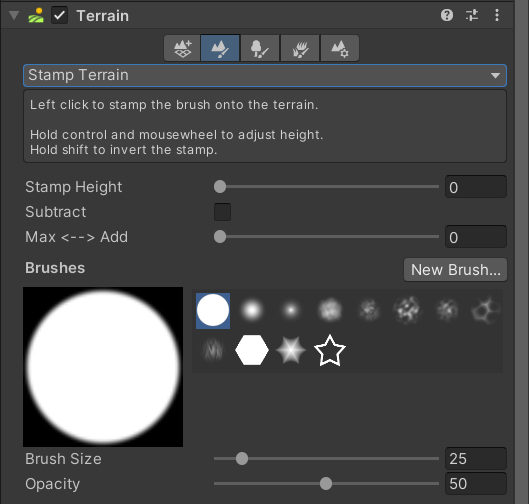 Terrain
Stamp Terrain
Left click to stamp the brush onto the terrain.
Hold control and mousewheel to adjust height.
Hold shift to invert the stamp.
Stamp Height 0
Subtract
Max <--> Add 0
Brushes New Brush...
Brush Size 25
Opacity 50